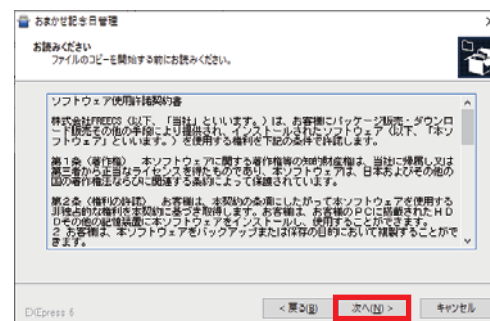 おまかせ記念日管理
お読みください
ファイルのコピーを開始する前にお読みください。
ソフトウェア使用許諾契約書
株式会社FREECS（以下、「当社」といいます。）は、お客様にパッケージ販売・ダウンロ
ード販売その他の手段により提供され、インストールされたソフトウェア（以下、「本ソ
フトウェア」といいます。）を使用する権利を下記の条件で許諾します。
第１条（著作権）　本ソフトウェアに関する著作権等の知的財産権は、当社に帰属し又は
第三者から正当なライセンスを得たものであり、本ソフトウェアは、日本およびその他の
国の著作権法ならびに関連する条約によって保護されています。
第２条（権利の許諾）　お客様は、本契約の条項にしたがって本ソフトウェアを使用する
非独占的な権利を本契約に基づき取得します。お客様は、お客様のＰＣに搭載されたＨＤ
Ｄその他の記憶装置に本ソフトウェアをインストールし、使用することができます。
２ お客様は、本ソフトウェアをバックアップまたは保存の目的において複製することがで
きます。
EXEpress 6
< 戻る(B)
次へ(N) >
キャンセル